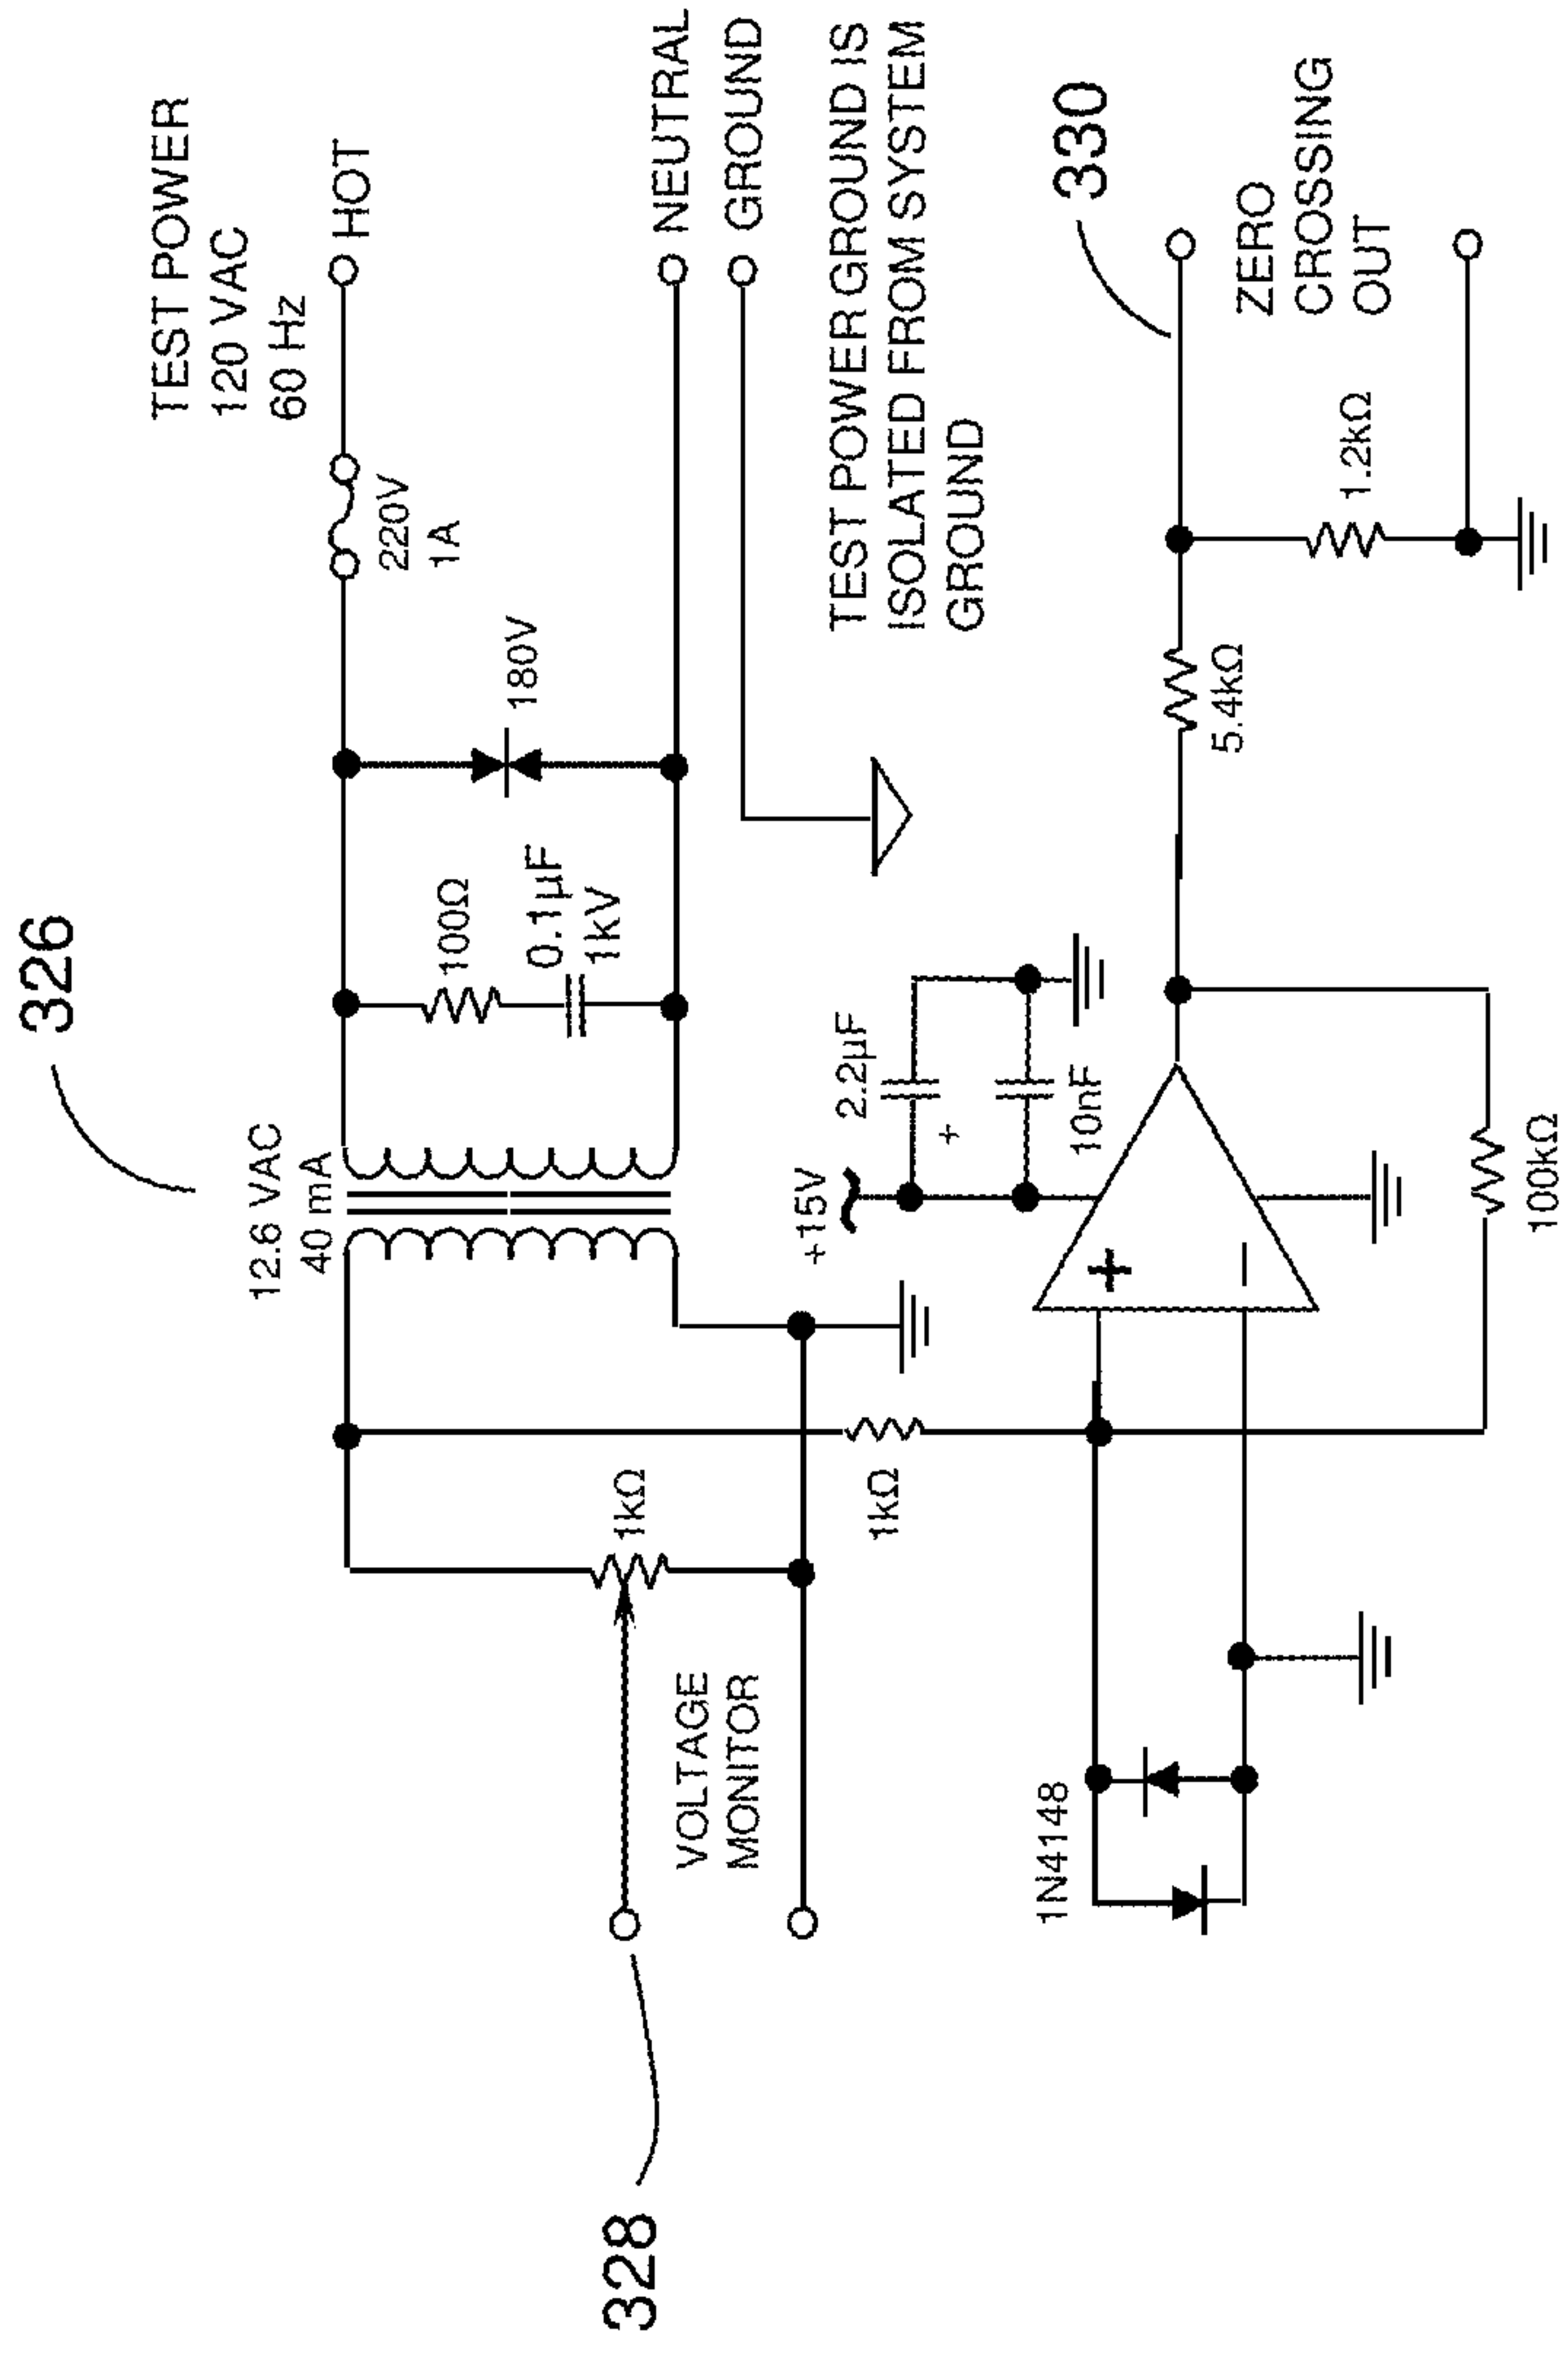 326
TEST POWER
120 VAC
60 Hz
12.6 VAC
40 mA
HOT
220V
1A
180V
100Ω
0.1µF
1kV
NEUTRAL
GROUND
328
1kΩ
VOLTAGE
MONITOR
+15V
2.2µF
+
TEST POWER GROUND IS
ISOLATED FROM SYSTEM
GROUND
1kΩ
10nF
330
1N4148
+
−
5.4kΩ
ZERO
CROSSING
OUT
1.2kΩ
100kΩ